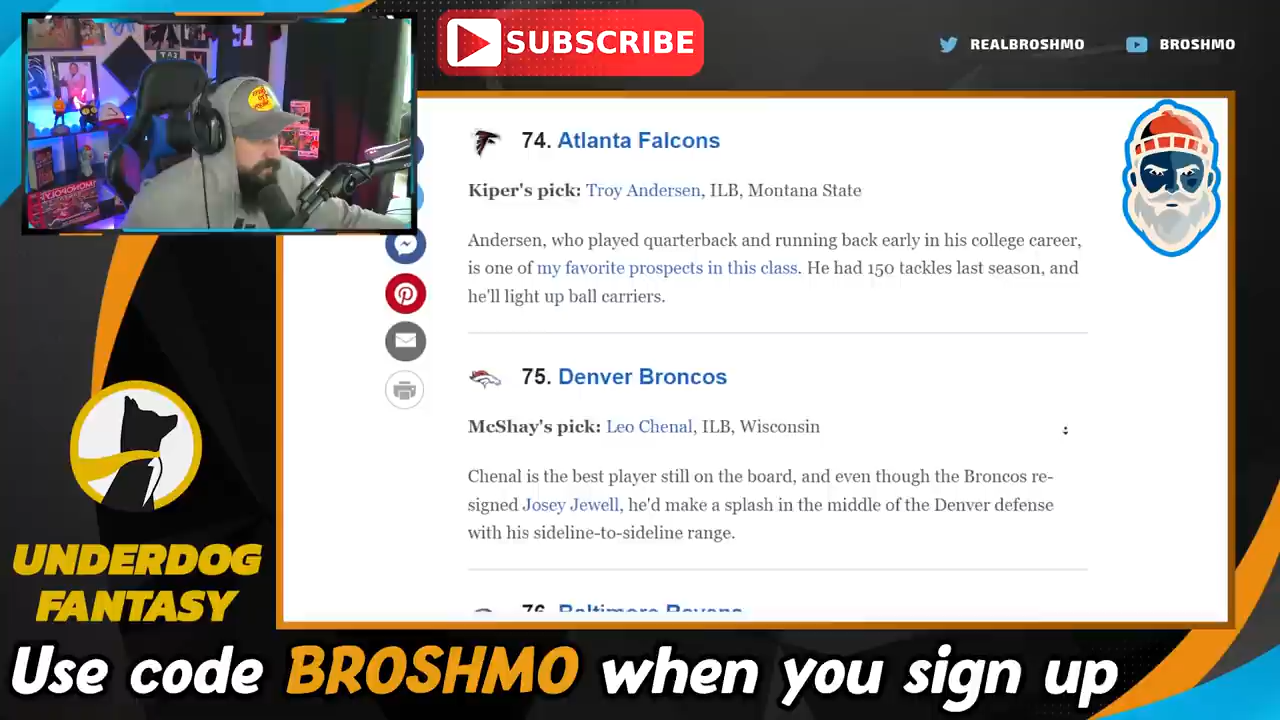 SUBSCRIBE
REALBROSHMO
BROSHMO
74. Atlanta Falcons
Kiper's pick: Troy Andersen, ILB, Montana State
Andersen, who played quarterback and running back early in his college career,
is one of my favorite prospects in this class. He had 150 tackles last season, and
he'll light up ball carriers.
75. Denver Broncos
McShay's pick: Leo Chenal, ILB, Wisconsin
Chenal is the best player still on the board, and even though the Broncos re-
signed Josey Jewell, he'd make a splash in the middle of the Denver defense
with his sideline-to-sideline range.
76. Baltimore Ravens
UNDERDOG
FANTASY
Use code BROSHMO when you sign up